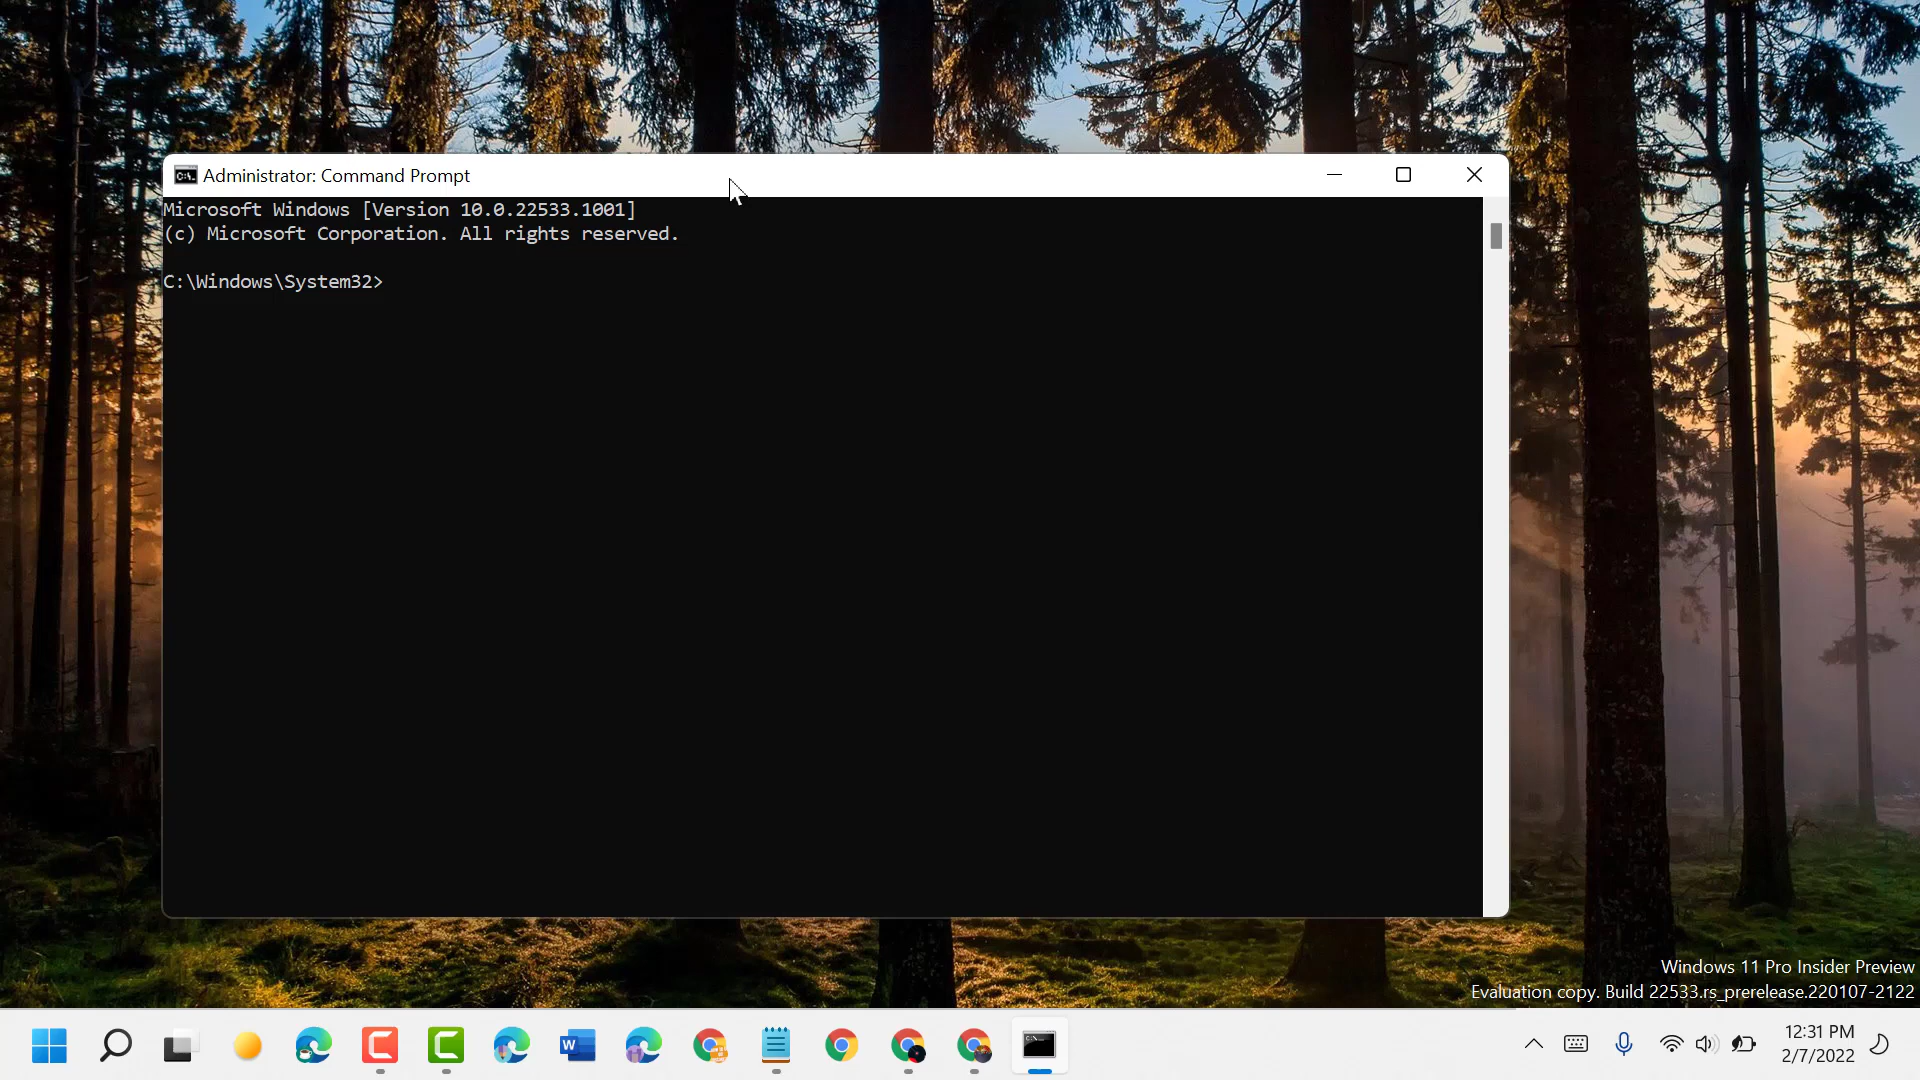 Administrator: Command Prompt
Microsoft Windows [Version 10.0.22533.1001]
(c) Microsoft Corporation. All rights reserved.
C:\Windows\System32>
Windows 11 Pro Insider Preview
Evaluation copy. Build 22533.rs_prerelease.220107-2122
12:31 PM
2/7/2022